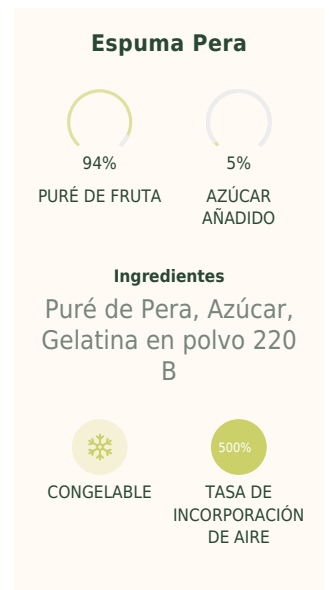 Espuma Pera
94%
5%
PURÉ DE FRUTA
AZÚCAR
AÑADIDO
Ingredientes
Puré de Pera, Azúcar,
Gelatina en polvo 220
B
500%
CONGELABLE
TASA DE
INCORPORACIÓN
DE AIRE